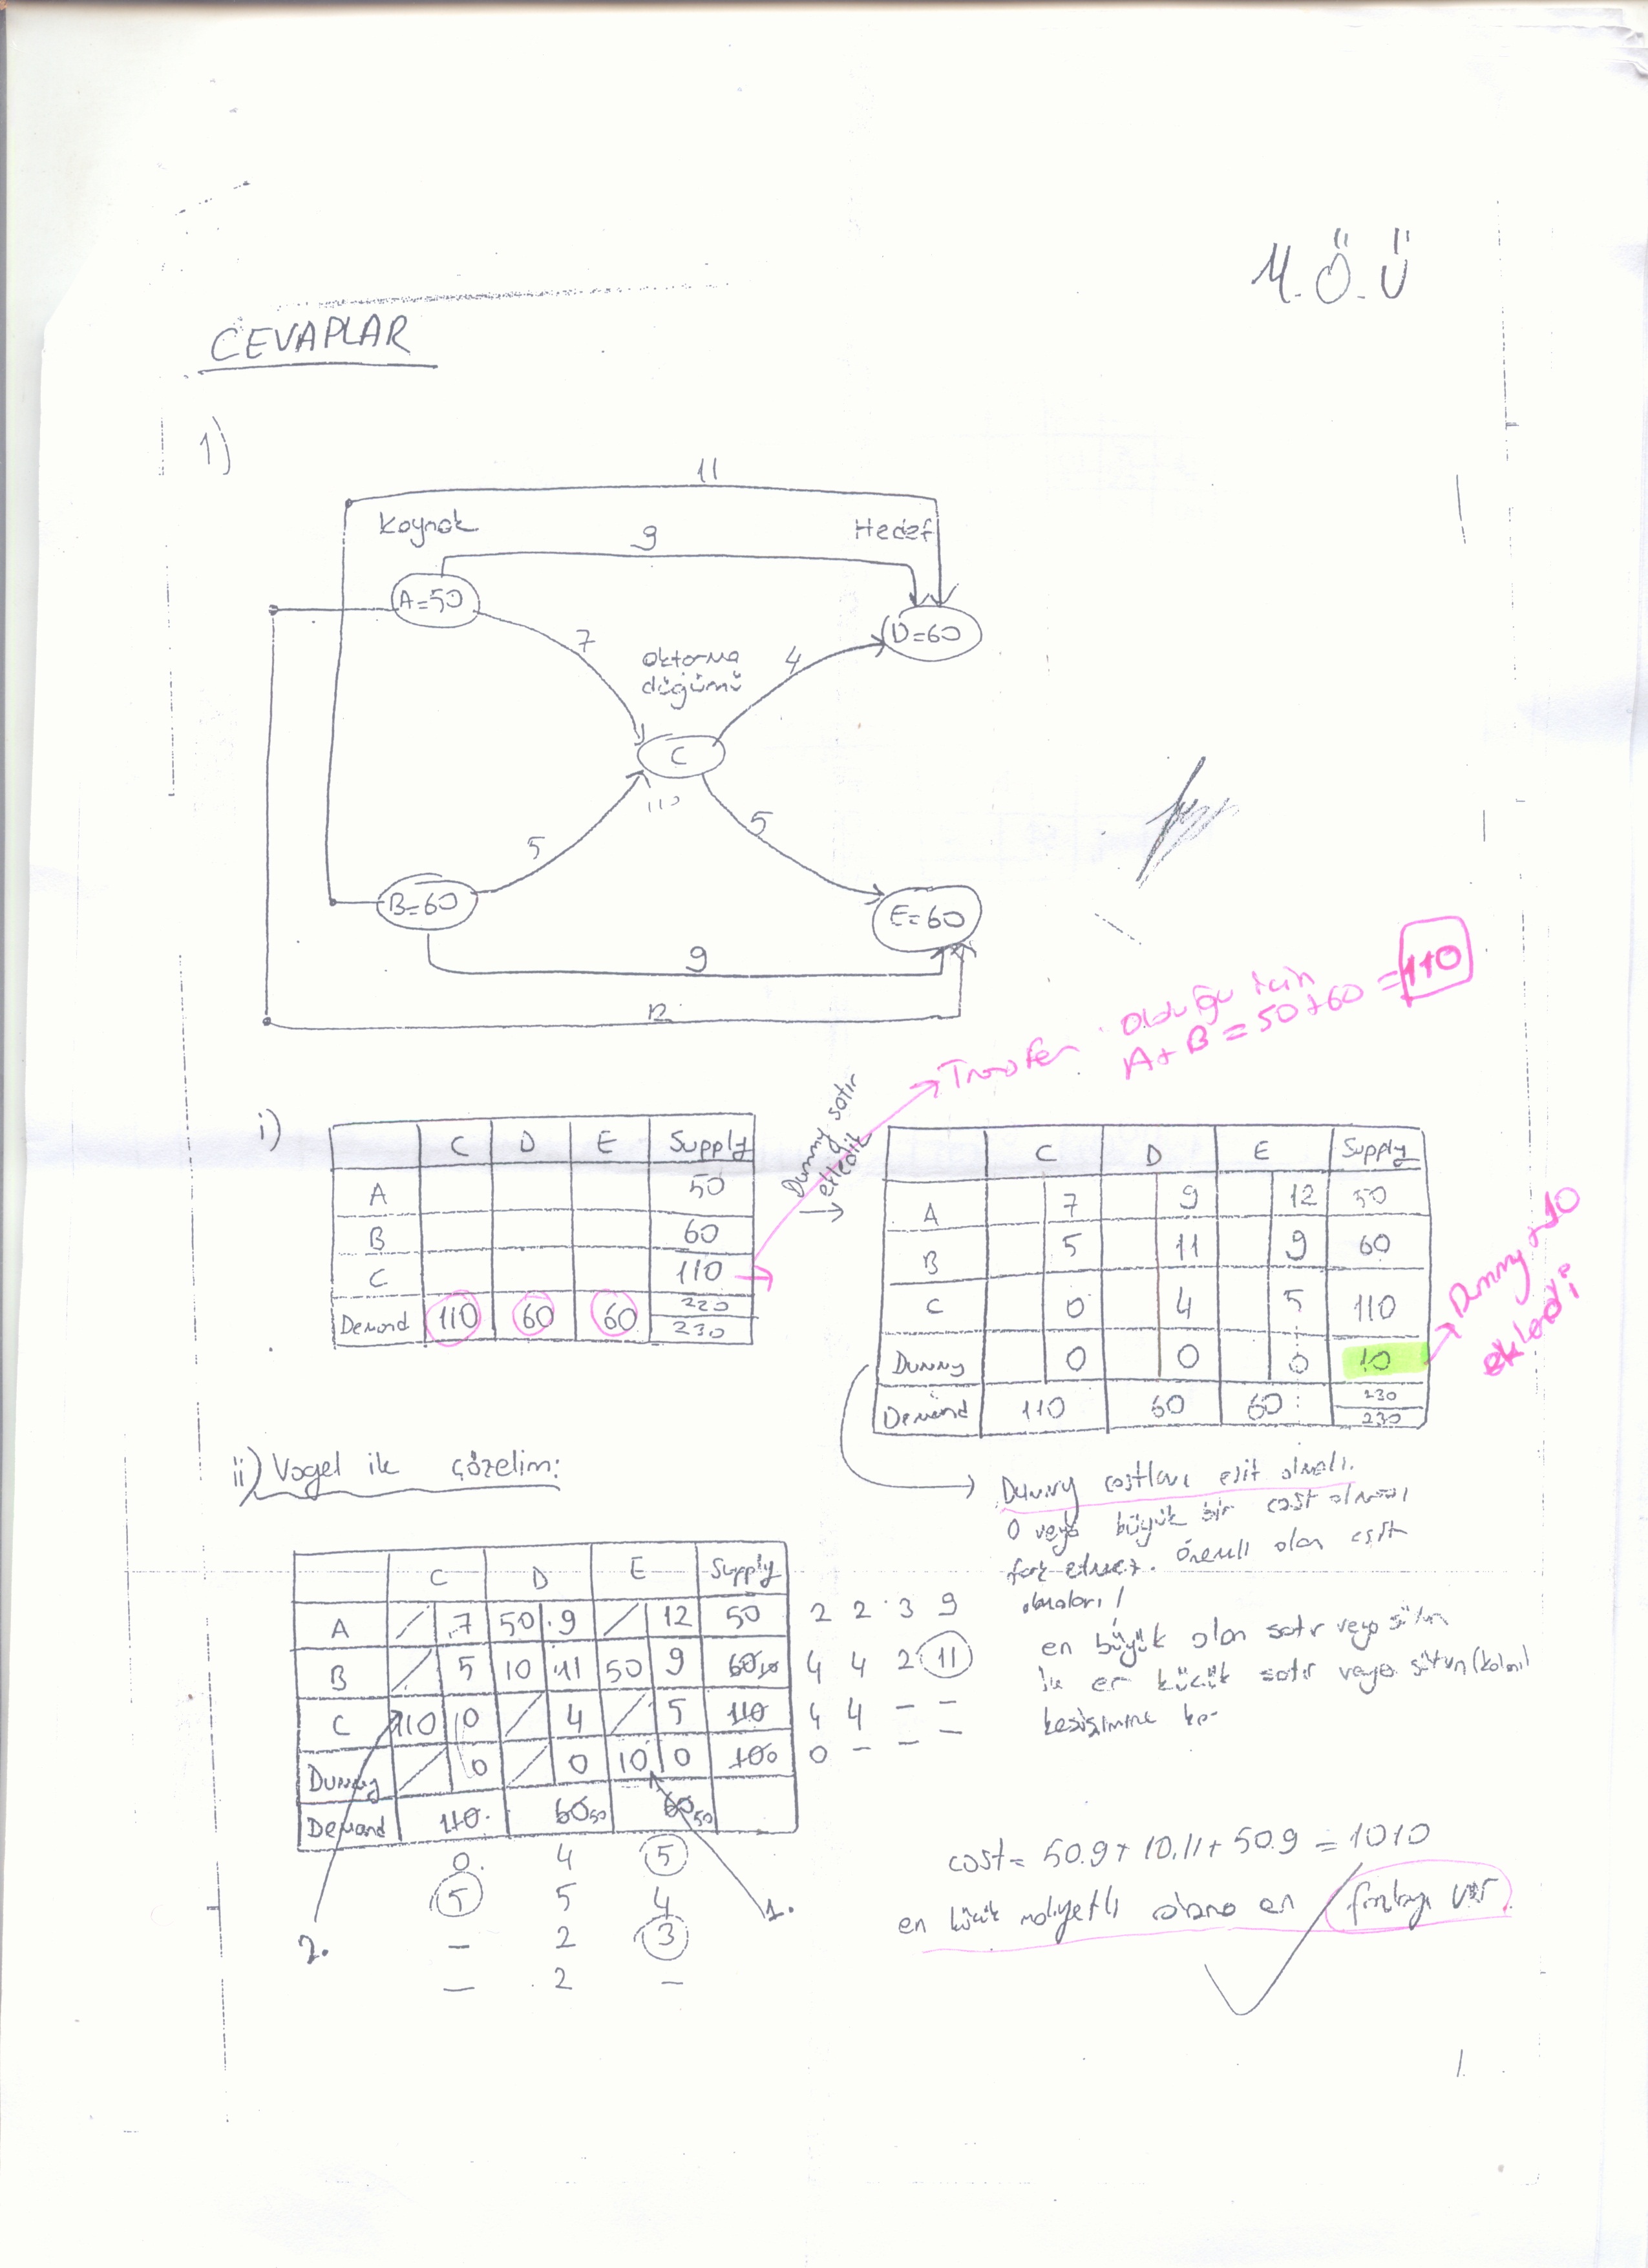 M.Ö.Ü
CEVAPLAR
1)
11
Kaynak
Hedef
9
A=50
D=60
7
aktarma
düğümü
4
C
110
5
5
B=60
E=60
9
12
Transfer olduğu için
A+B=50+60=110
i)
C D E Supply
A 50
B 60
C 110
Demand 110 60 60 220
230
Dummy satır
ekledik
C D E Supply
A 7 9 12 50
B 5 11 9 60
C 0 4 5 110
Dummy 0 0 0 10
Demand 110 60 60 230
230
Dummy 10
eklendi
ii) Vogel ile çözelim:
Dummy costları eşit olmalı.
0 veya büyük bir cost olması
fark etmez. Önemli olan eşit
olmaları!
C D E Supply
A 7 50 9 12 50 2 2 3 9
B 5 10 11 50 9 60 10 4 4 2 11
C 110 0 4 5 110 4 4 - -
Dummy 0 0 10 0 10 0 0 - - -
Demand 110 60 50 60 50
0 4 5
5 5 4
- 2 3
- 2 -
1.
2.
en büyük olan satır veya sütun
ile en küçük satır veya sütun(kolon)
kesişimine
cost= 50.9+10.11+50.9=1010
en küçük maliyetli olana en fazlayı ver
1.